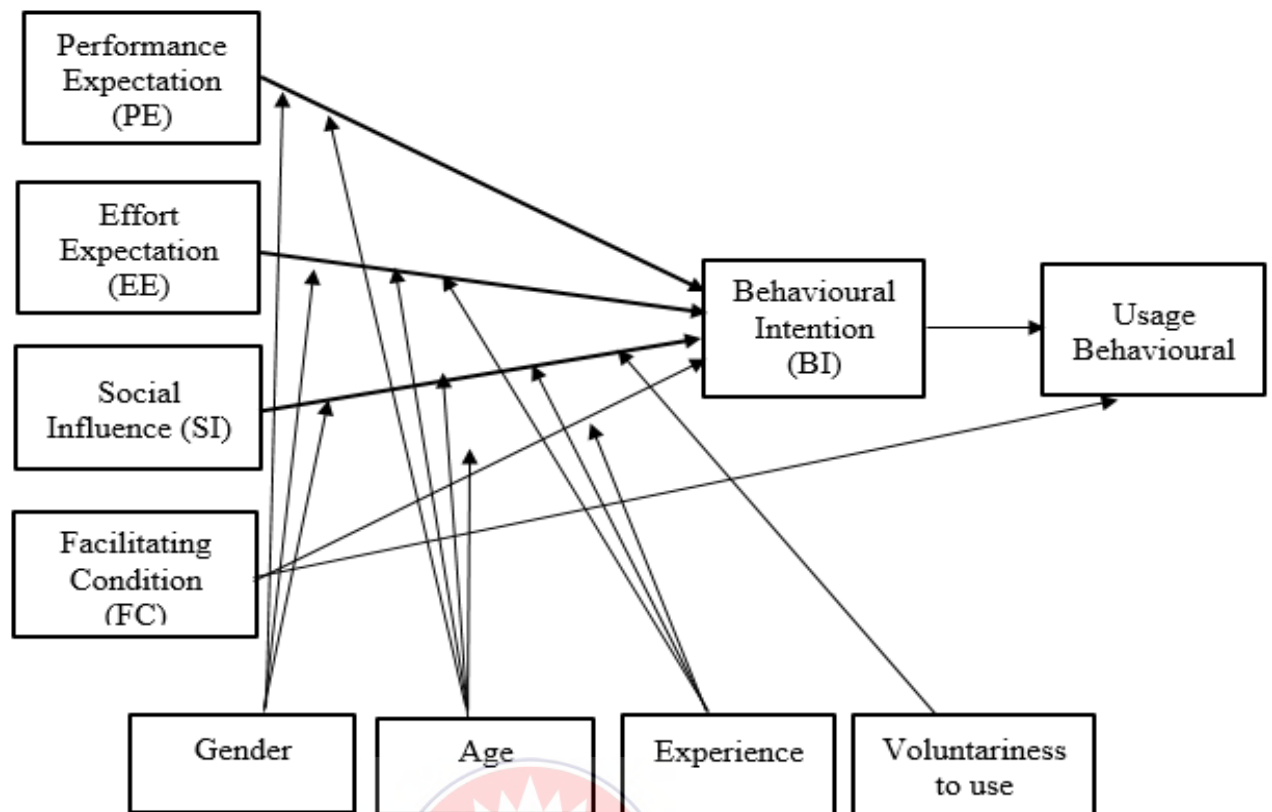 Performance
Expectation
(PE)
Effort
Expectation
(EE)
Social
Influence (SI)
Facilitating
Condition
(FC)
Behavioural
Intention
(BI)
Usage
Behavioural
Gender
Age
Experience
Voluntariness
to use